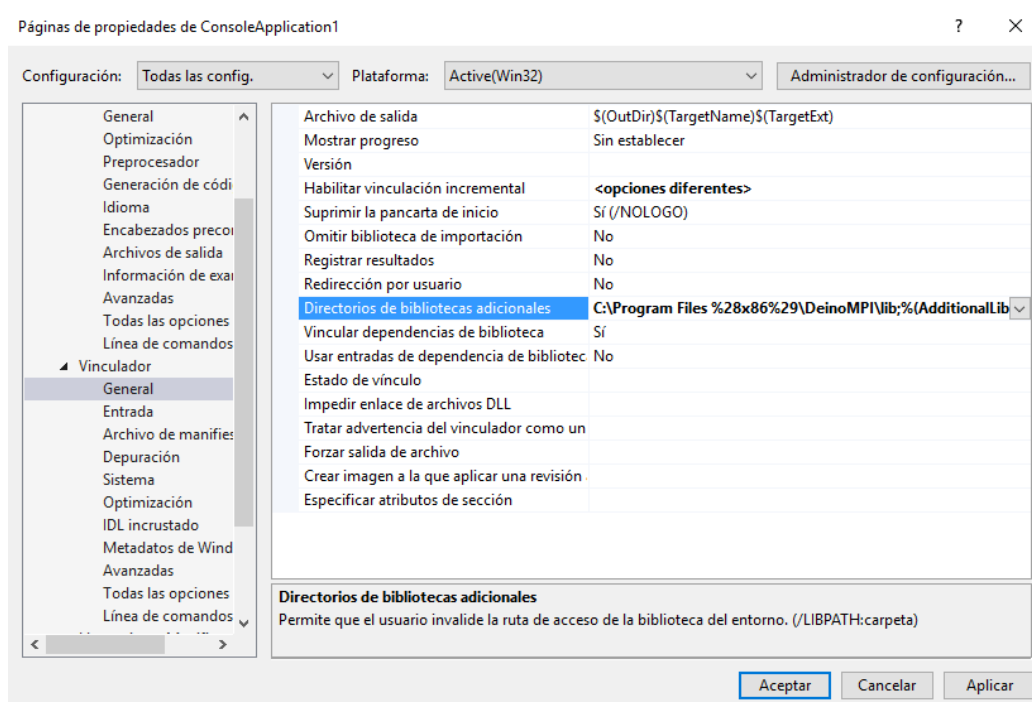 Páginas de propiedades de ConsoleApplication1
Configuración: Todas las config. Plataforma: Active(Win32) Administrador de configuración...
General
Optimización
Preprocesador
Generación de códi
Idioma
Encabezados precor
Archivos de salida
Información de exar
Avanzadas
Todas las opciones
Línea de comandos
Vinculador
General
Entrada
Archivo de manifies
Depuración
Sistema
Optimización
IDL incrustado
Metadatos de Wind
Avanzadas
Todas las opciones
Línea de comandos
Archivo de salida $(OutDir)$(TargetName)$(TargetExt)
Mostrar progreso Sin establecer
Versión
Habilitar vinculación incremental <opciones diferentes>
Suprimir la pancarta de inicio Sí (/NOLOGO)
Omitir biblioteca de importación No
Registrar resultados No
Redirección por usuario No
Directorios de bibliotecas adicionales C:\Program Files %28x86%29\DeinoMPI\lib;%(AdditionalLib
Vincular dependencias de biblioteca Sí
Usar entradas de dependencia de bibliotec No
Estado de vínculo
Impedir enlace de archivos DLL
Tratar advertencia del vinculador como un
Forzar salida de archivo
Crear imagen a la que aplicar una revisión
Especificar atributos de sección
Directorios de bibliotecas adicionales
Permite que el usuario invalide la ruta de acceso de la biblioteca del entorno. (/LIBPATH:carpeta)
Aceptar Cancelar Aplicar